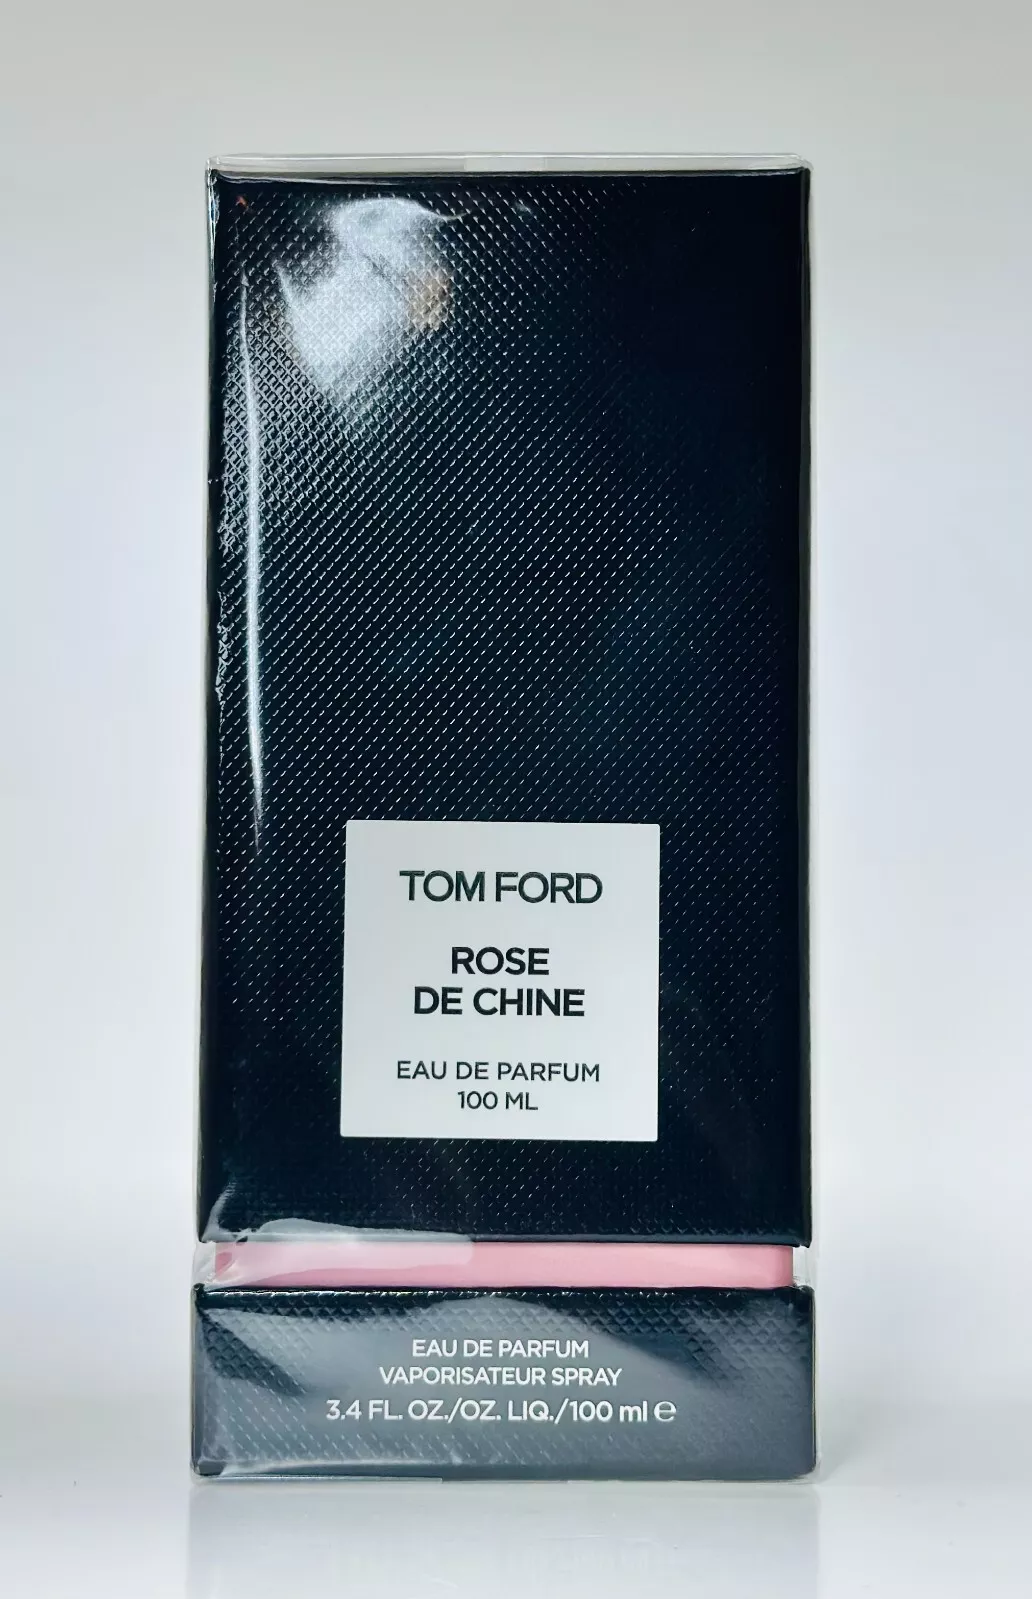 TOM FORD
ROSE
DE CHINE
EAU DE PARFUM
100 ML
EAU DE PARFUM
VAPORISATEUR SPRAY
3.4 FL. OZ./OZ. LIQ./100 ml ℮